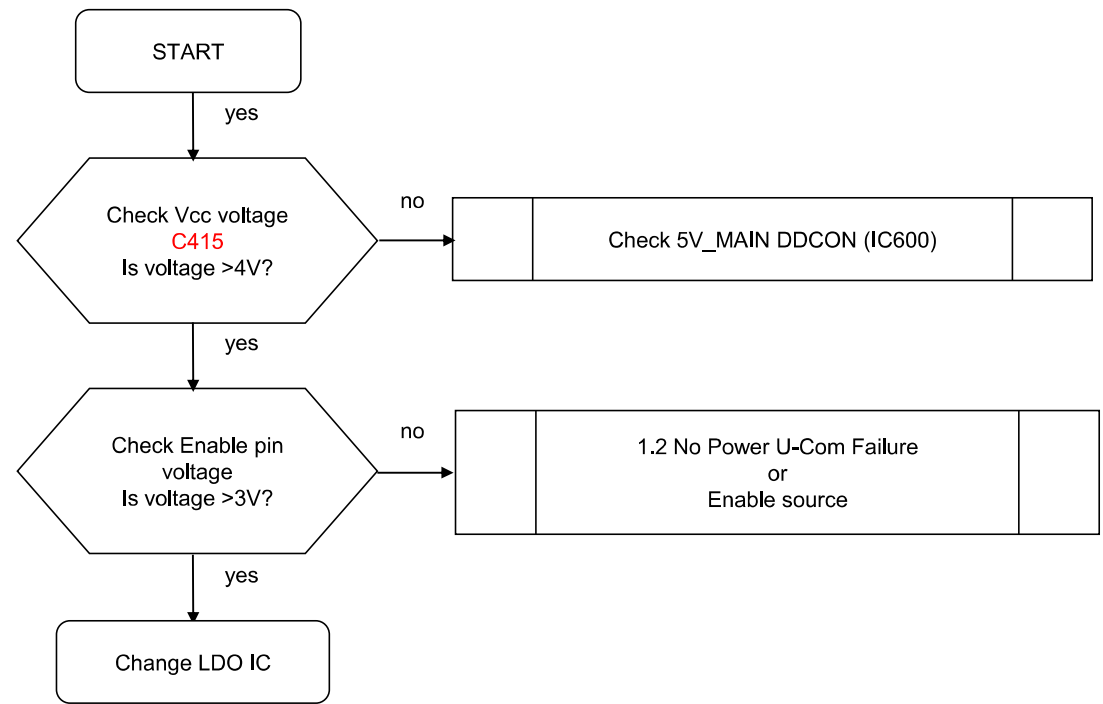 START
yes
Check Vcc voltage
C415
Is voltage >4V?
no
Check 5V_MAIN DDCON (IC600)
yes
Check Enable pin
voltage
Is voltage >3V?
no
1.2 No Power U-Com Failure
or
Enable source
yes
Change LDO IC